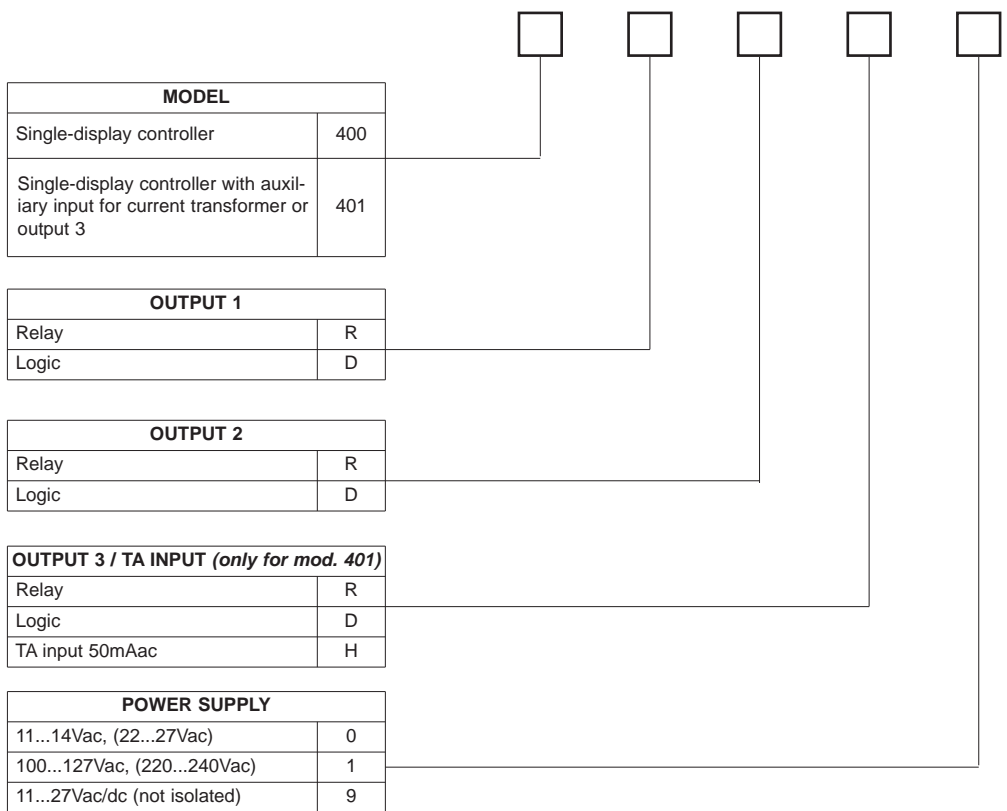 MODEL
Single-display controller 400
Single-display controller with auxil-
iary input for current transformer or
output 3
401
OUTPUT 1
Relay R
Logic D
OUTPUT 2
Relay R
Logic D
OUTPUT 3 / TA INPUT (only for mod. 401)
Relay R
Logic D
TA input 50mAac H
POWER SUPPLY
11...14Vac, (22...27Vac) 0
100...127Vac, (220...240Vac) 1
11...27Vac/dc (not isolated) 9